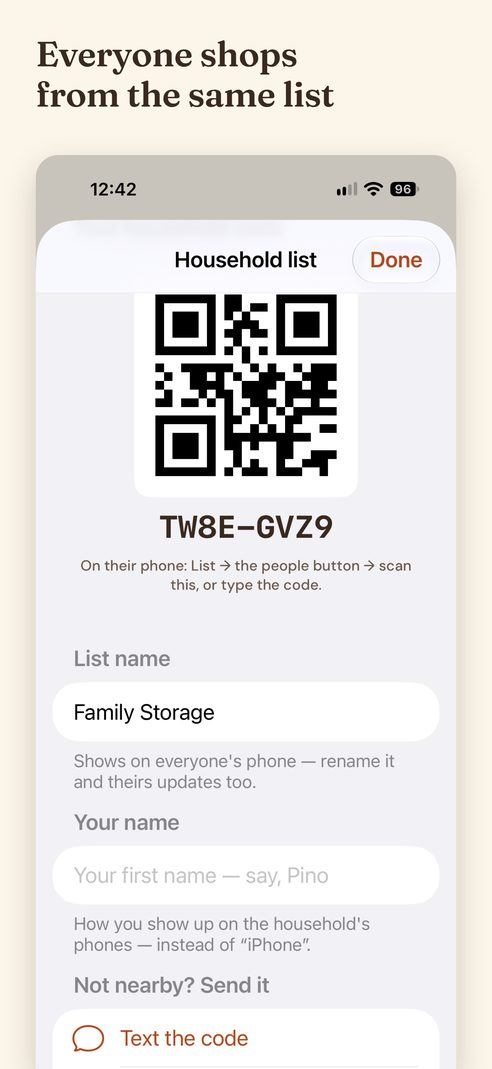 Everyone shops
from the same list
12:42
96
Household list
Done
TW8E–GVZ9
On their phone: List → the people button → scan
this, or type the code.
List name
Family Storage
Shows on everyone's phone — rename it
and theirs updates too.
Your name
Your first name — say, Pino
How you show up on the household's
phones — instead of “iPhone”.
Not nearby? Send it
Text the code